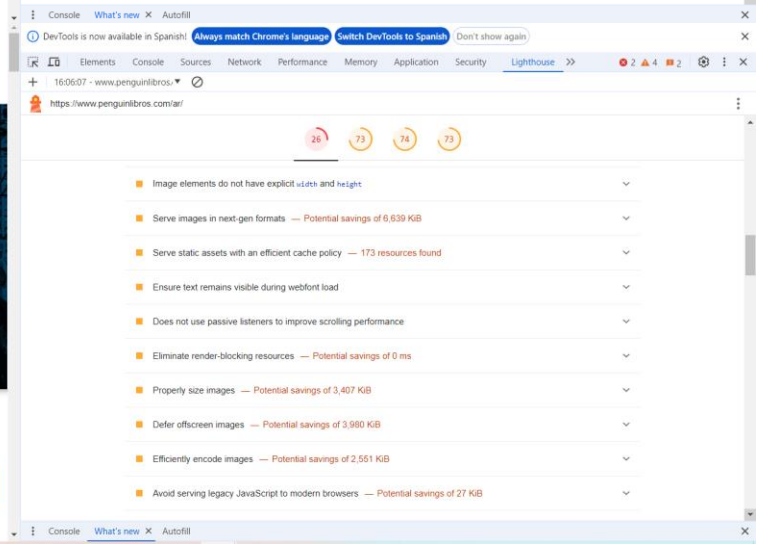 Console What's new Autofill
DevTools is now available in Spanish! Always match Chrome's language Switch DevTools to Spanish Don't show again
Elements Console Sources Network Performance Memory Application Security Lighthouse 2 4 2
16:06:07 - www.penguinlibros.
https://www.penguinlibros.com/ar/
26 73 74 73
Image elements do not have explicit width and height
Serve images in next-gen formats — Potential savings of 6,639 KiB
Serve static assets with an efficient cache policy — 173 resources found
Ensure text remains visible during webfont load
Does not use passive listeners to improve scrolling performance
Eliminate render-blocking resources — Potential savings of 0 ms
Properly size images — Potential savings of 3,407 KiB
Defer offscreen images — Potential savings of 3,980 KiB
Efficiently encode images — Potential savings of 2,551 KiB
Avoid serving legacy JavaScript to modern browsers — Potential savings of 27 KiB
Console What's new Autofill